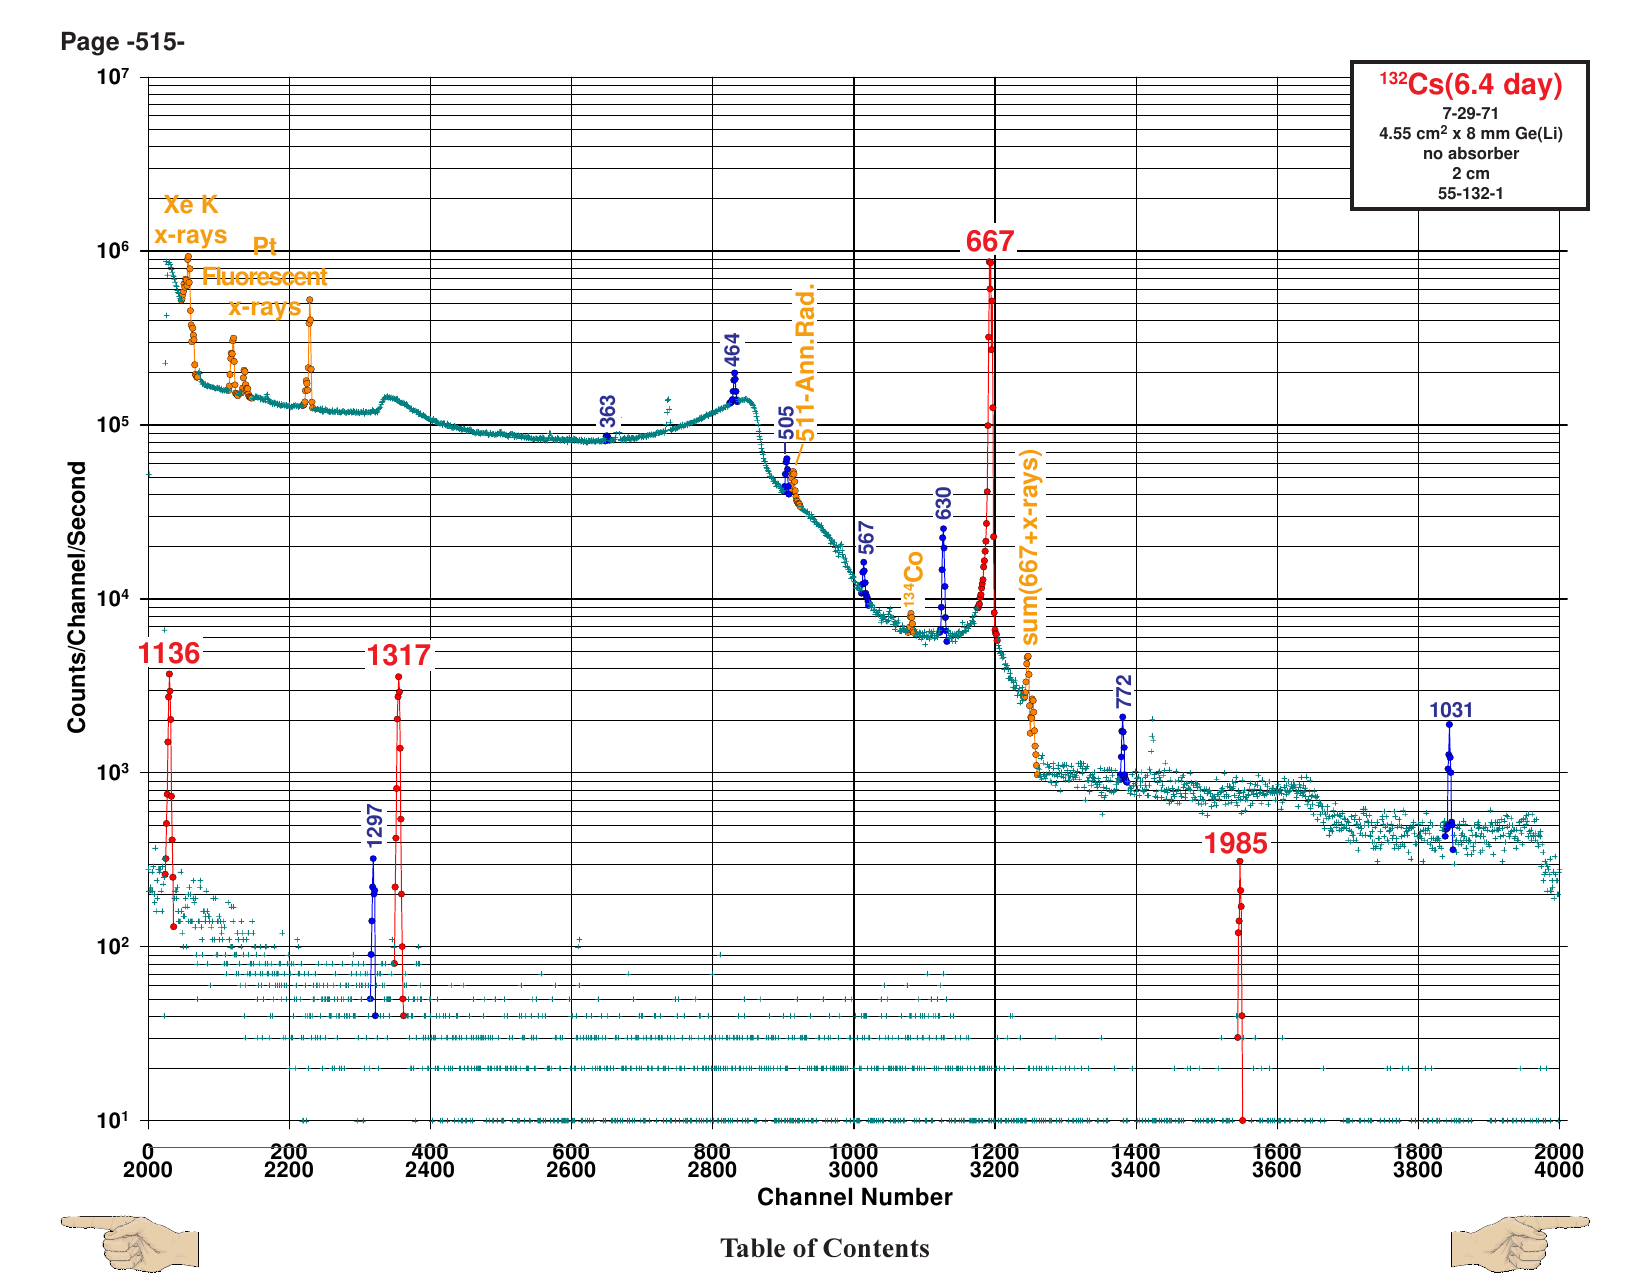 Page -515-
¹³²Cs(6.4 day)
7-29-71
4.55 cm² x 8 mm Ge(Li)
no absorber
2 cm
55-132-1
10⁷
10⁶
10⁵
10⁴
10³
10²
10¹
Counts/Channel/Second
Xe K
x-rays
Pt
Fluorescent
x-rays
363
464
505
511-Ann.Rad.
567
¹³⁴Co
630
667
sum(667+x-rays)
772
1031
1136
1297
1317
1985
0 200 400 600 800 1000 1200 1400 1600 1800 2000
2000 2200 2400 2600 2800 3000 3200 3400 3600 3800 4000
Channel Number
Table of Contents